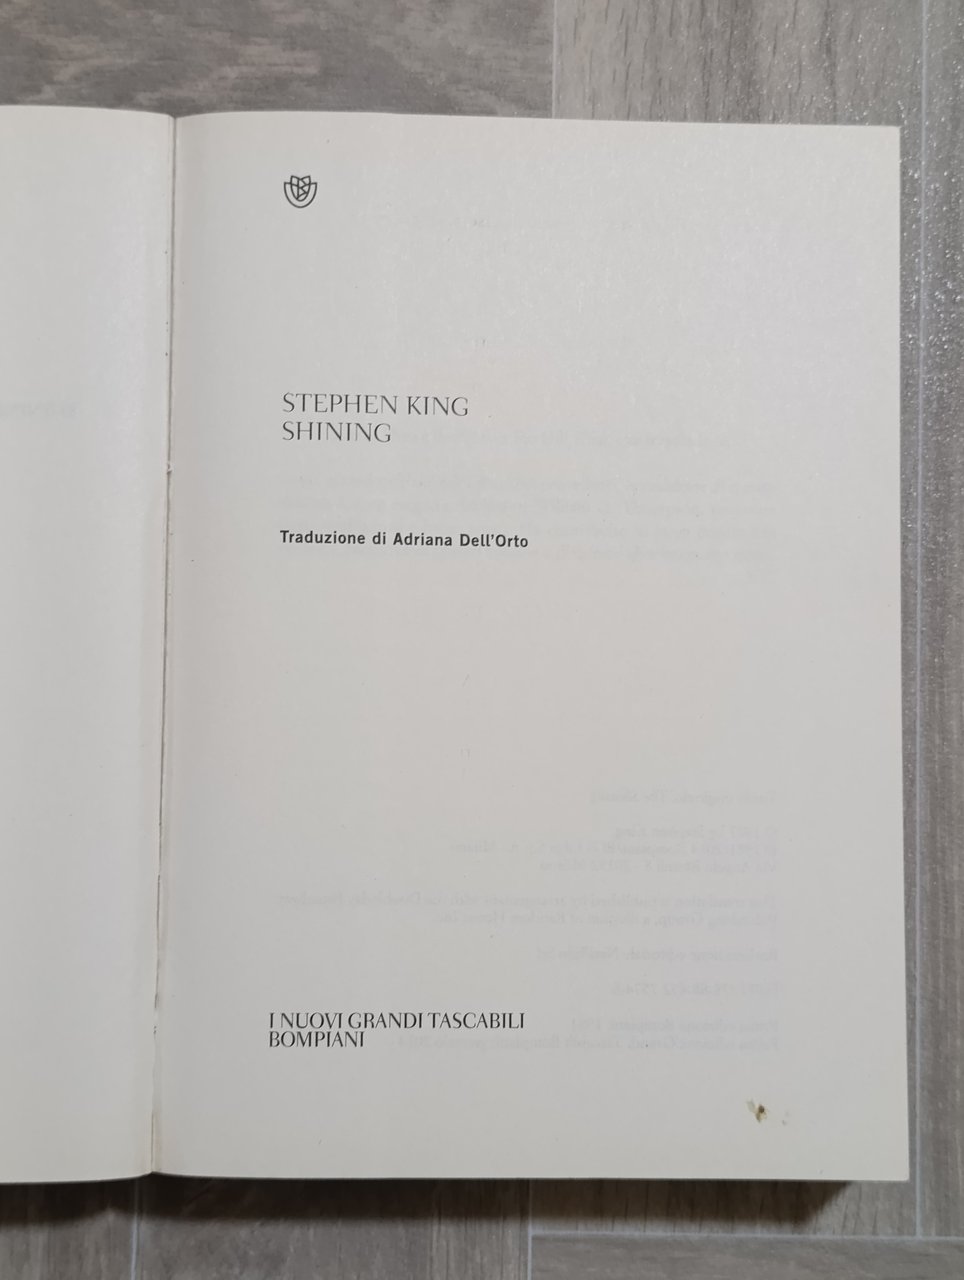 STEPHEN KING
SHINING
Traduzione di Adriana Dell'Orto
I NUOVI GRANDI TASCABILI
BOMPIANI